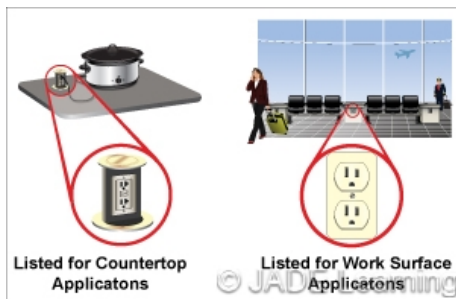 Listed for Countertop
Applicatons
Listed for Work Surface
Applicatons
© JADE Learning